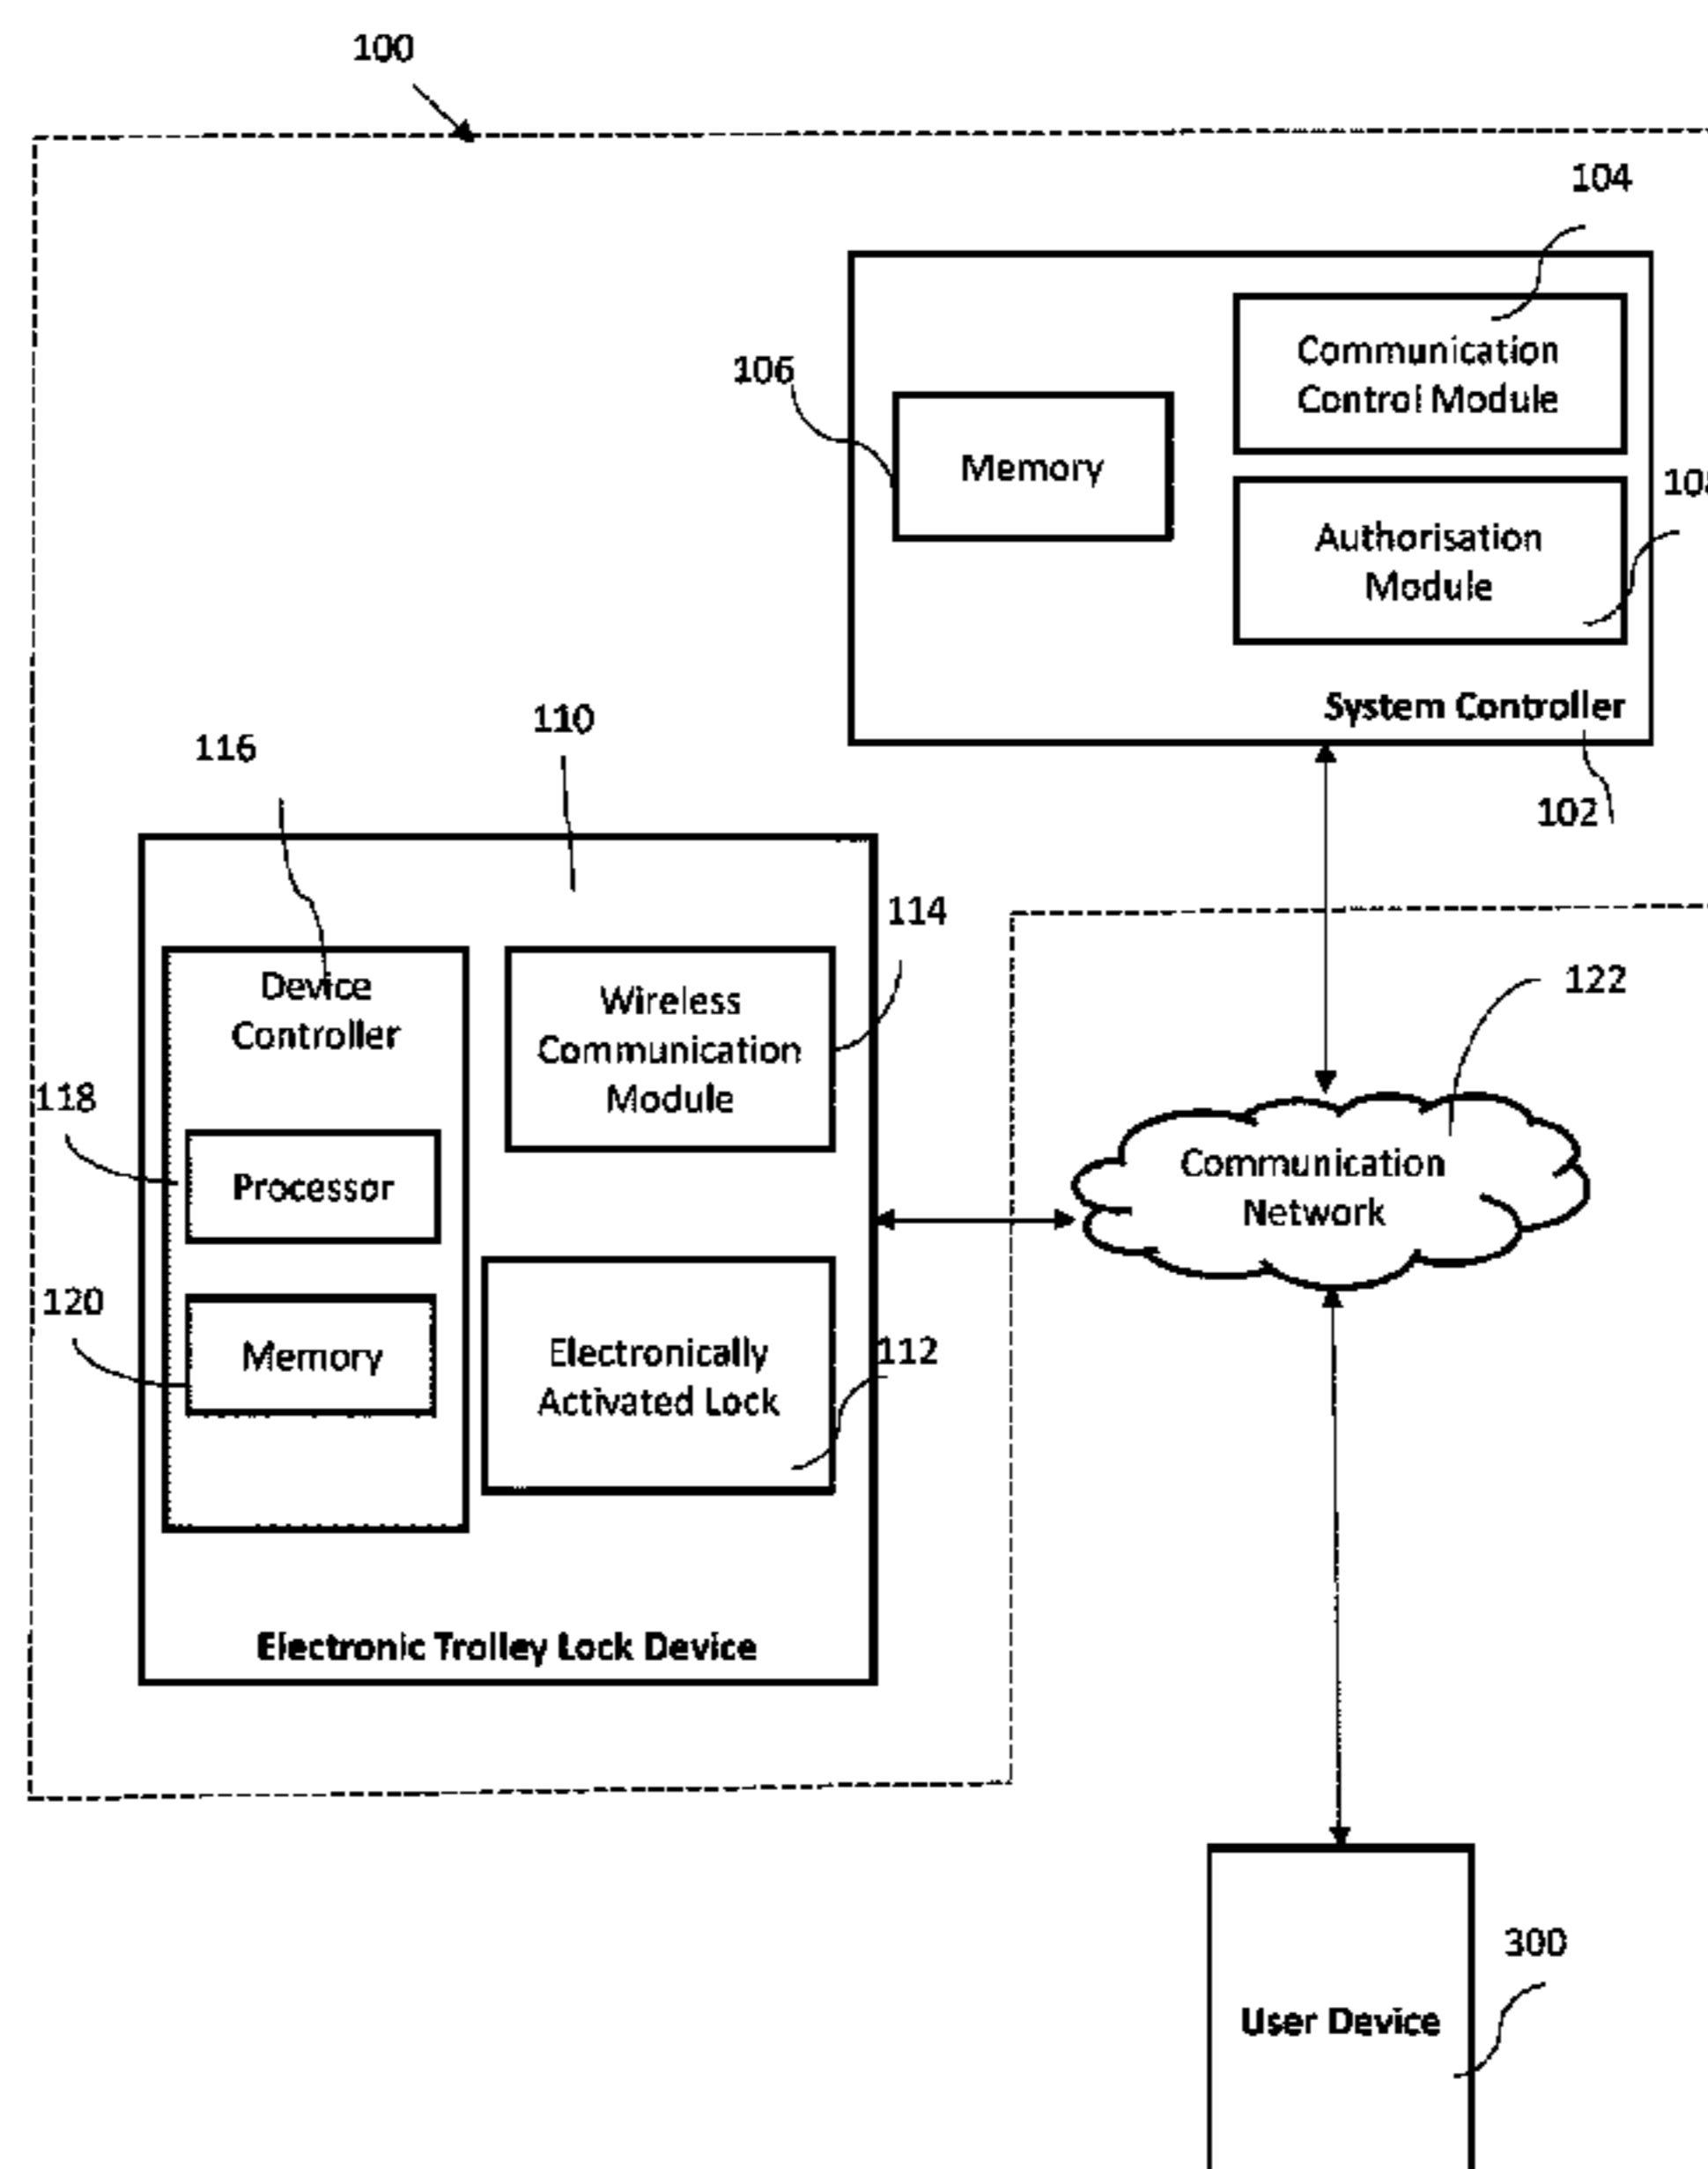 100
104
Communication
Control Module
106
Memory
Authorisation
Module
System Controller
102
110
116
114
Device
Controller
Wireless
Communication
Module
122
118
Processor
Communication
Network
120
Memory
Electronically
Activated Lock
112
Electronic Trolley Lock Device
300
User Device